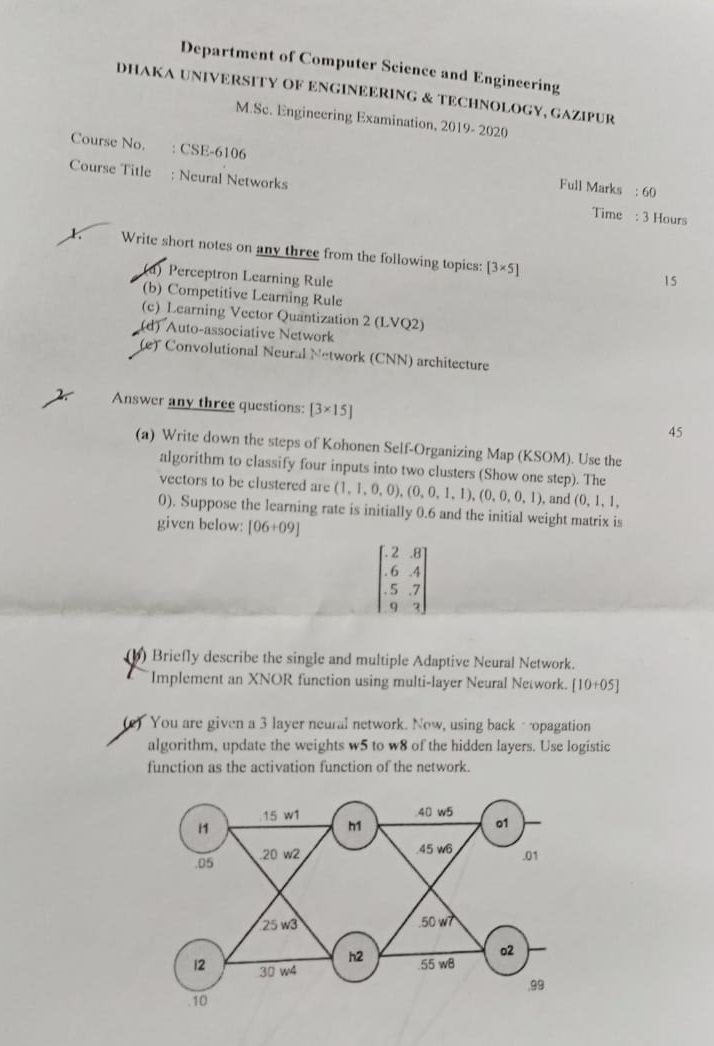 Department of Computer Science and Engineering
DHAKA UNIVERSITY OF ENGINEERING & TECHNOLOGY, GAZIPUR
M.Sc. Engineering Examination, 2019- 2020
Course No. : CSE-6106
Course Title : Neural Networks
Full Marks : 60
Time : 3 Hours
1. Write short notes on any three from the following topics: [3×5] 15
(a) Perceptron Learning Rule
(b) Competitive Learning Rule
(c) Learning Vector Quantization 2 (LVQ2)
(d) Auto-associative Network
(e) Convolutional Neural Network (CNN) architecture
2. Answer any three questions: [3×15] 45
(a) Write down the steps of Kohonen Self-Organizing Map (KSOM). Use the
algorithm to classify four inputs into two clusters (Show one step). The
vectors to be clustered are (1, 1, 0, 0), (0, 0, 1, 1), (0, 0, 0, 1), and (0, 1, 1,
0). Suppose the learning rate is initially 0.6 and the initial weight matrix is
given below: [06+09]
.2 .8
.6 .4
.5 .7
.9 .3
(b) Briefly describe the single and multiple Adaptive Neural Network.
Implement an XNOR function using multi-layer Neural Network. [10+05]
(c) You are given a 3 layer neural network. Now, using back opagation
algorithm, update the weights w5 to w8 of the hidden layers. Use logistic
function as the activation function of the network.
.15 w1 .40 w5
i1 h1 o1
.20 w2 .45 w6
.05 .01
.25 w3 .50 w7
i2 h2 o2
30 w4 55 w8
.10 .99